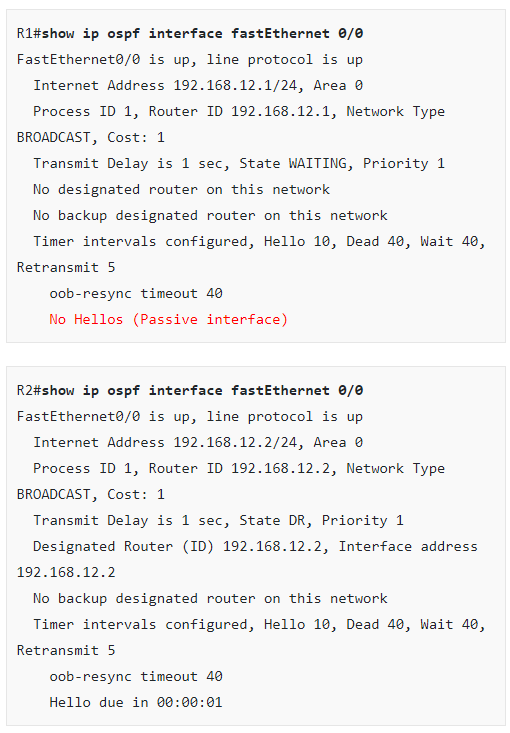 R1#show ip ospf interface fastEthernet 0/0
FastEthernet0/0 is up, line protocol is up
Internet Address 192.168.12.1/24, Area 0
Process ID 1, Router ID 192.168.12.1, Network Type
BROADCAST, Cost: 1
Transmit Delay is 1 sec, State WAITING, Priority 1
No designated router on this network
No backup designated router on this network
Timer intervals configured, Hello 10, Dead 40, Wait 40,
Retransmit 5
oob-resync timeout 40
No Hellos (Passive interface)
R2#show ip ospf interface fastEthernet 0/0
FastEthernet0/0 is up, line protocol is up
Internet Address 192.168.12.2/24, Area 0
Process ID 1, Router ID 192.168.12.2, Network Type
BROADCAST, Cost: 1
Transmit Delay is 1 sec, State DR, Priority 1
Designated Router (ID) 192.168.12.2, Interface address
192.168.12.2
No backup designated router on this network
Timer intervals configured, Hello 10, Dead 40, Wait 40,
Retransmit 5
oob-resync timeout 40
Hello due in 00:00:01